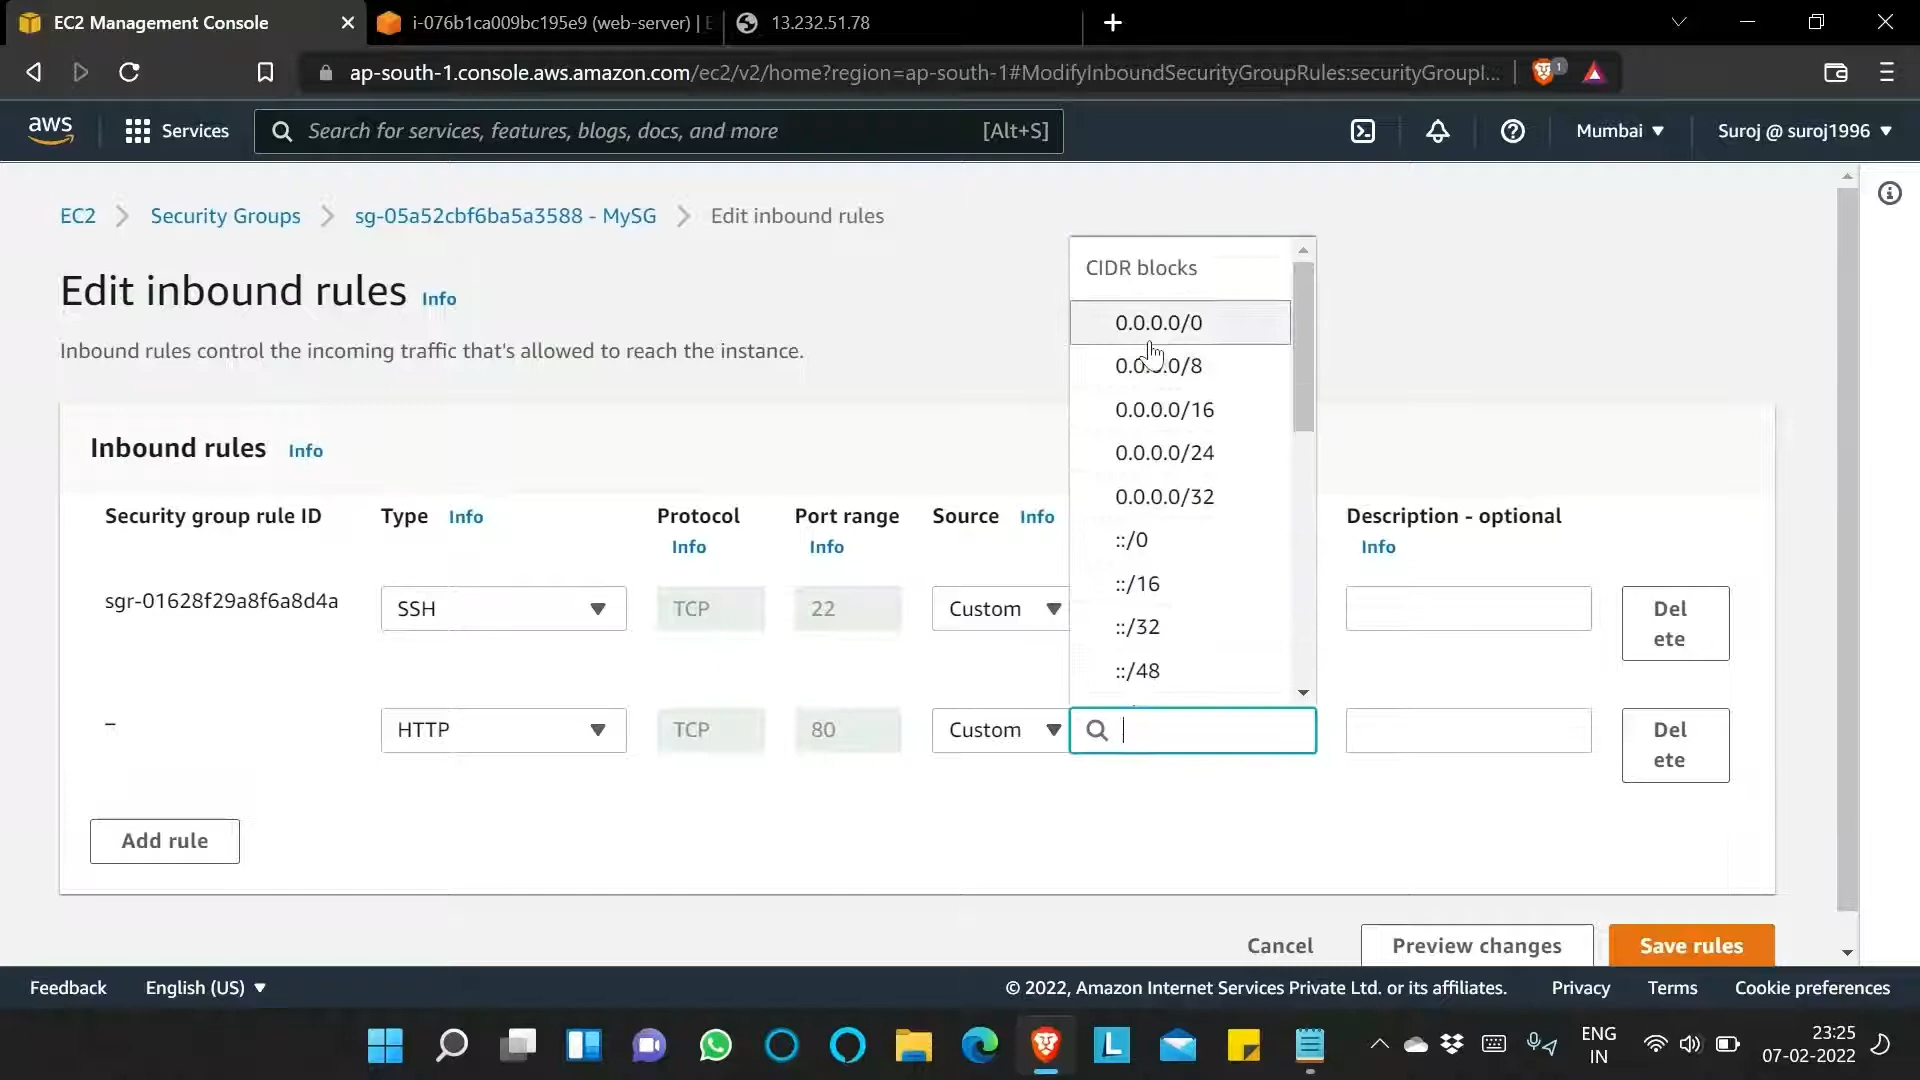 EC2 Management Console
i-076b1ca009bc195e9 (web-server) | E
13.232.51.78
ap-south-1.console.aws.amazon.com/ec2/v2/home?region=ap-south-1#ModifyInboundSecurityGroupRules:securityGroupI...
1
aws
Services
Search for services, features, blogs, docs, and more
[Alt+S]
Mumbai
Suroj @ suroj1996
EC2
Security Groups
sg-05a52cbf6ba5a3588 - MySG
Edit inbound rules
Edit inbound rules
Info
Inbound rules control the incoming traffic that's allowed to reach the instance.
CIDR blocks
0.0.0.0/0
0.0.0.0/8
0.0.0.0/16
0.0.0.0/24
0.0.0.0/32
::/0
::/16
::/32
::/48
Inbound rules
Info
Security group rule ID
Type Info
Protocol
Info
Port range
Info
Source Info
Description - optional
Info
sgr-01628f29a8f6a8d4a
SSH
TCP
22
Custom
Del
ete
–
HTTP
TCP
80
Custom
Del
ete
Add rule
Cancel
Preview changes
Save rules
Feedback
English (US)
© 2022, Amazon Internet Services Private Ltd. or its affiliates.
Privacy
Terms
Cookie preferences
L
ENG
IN
23:25
07-02-2022